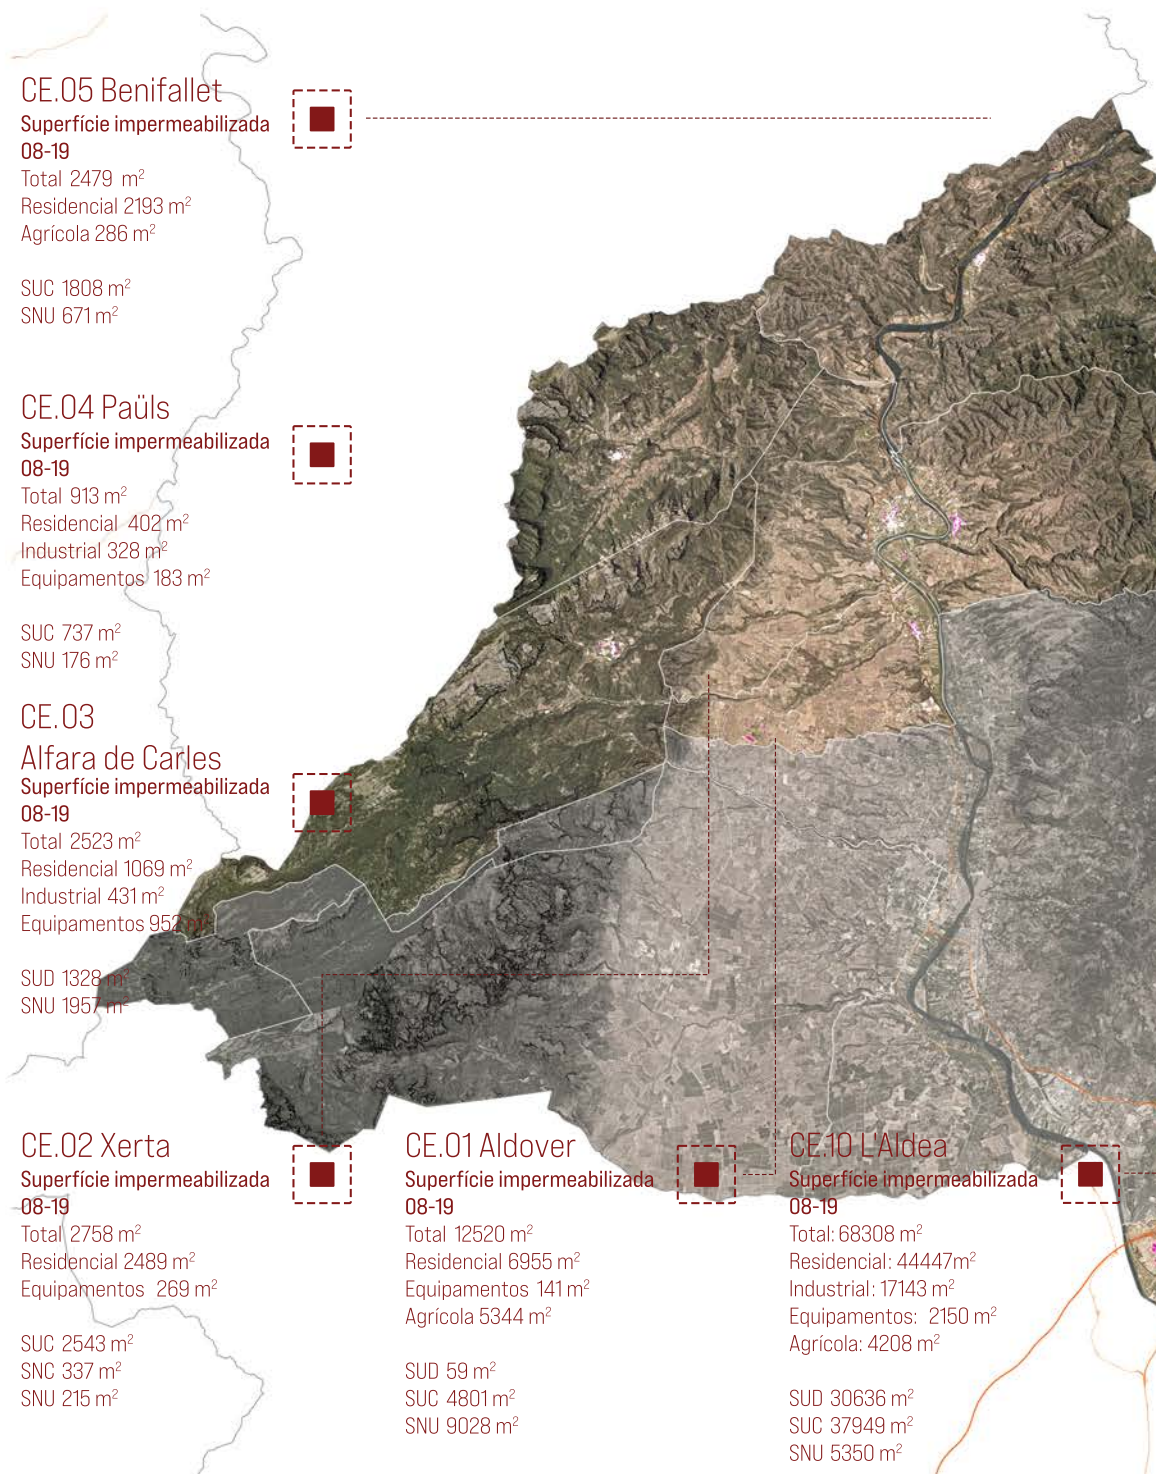 CE.05 Benifallet
Superfície impermeabilizada
08-19
Total 2479 m²
Residencial 2193 m²
Agrícola 286 m²
SUC 1808 m²
SNU 671 m²
CE.04 Paüls
Superfície impermeabilizada
08-19
Total 913 m²
Residencial 402 m²
Industrial 328 m²
Equipamentos 183 m²
SUC 737 m²
SNU 176 m²
CE.03
Alfara de Carles
Superfície impermeabilizada
08-19
Total 2523 m²
Residencial 1069 m²
Industrial 431 m²
Equipamentos 952 m²
SUD 1328 m²
SNU 1957 m²
CE.02 Xerta
Superfície impermeabilizada
08-19
Total 2758 m²
Residencial 2489 m²
Equipamentos 269 m²
SUC 2543 m²
SNC 337 m²
SNU 215 m²
CE.01 Aldover
Superfície impermeabilizada
08-19
Total 12520 m²
Residencial 6955 m²
Equipamentos 141 m²
Agrícola 5344 m²
SUD 59 m²
SUC 4801 m²
SNU 9028 m²
CE.10 L'Aldea
Superfície impermeabilizada
08-19
Total: 68308 m²
Residencial: 44447m²
Industrial: 17143 m²
Equipamentos: 2150 m²
Agrícola: 4208 m²
SUD 30636 m²
SUC 37949 m²
SNU 5350 m²